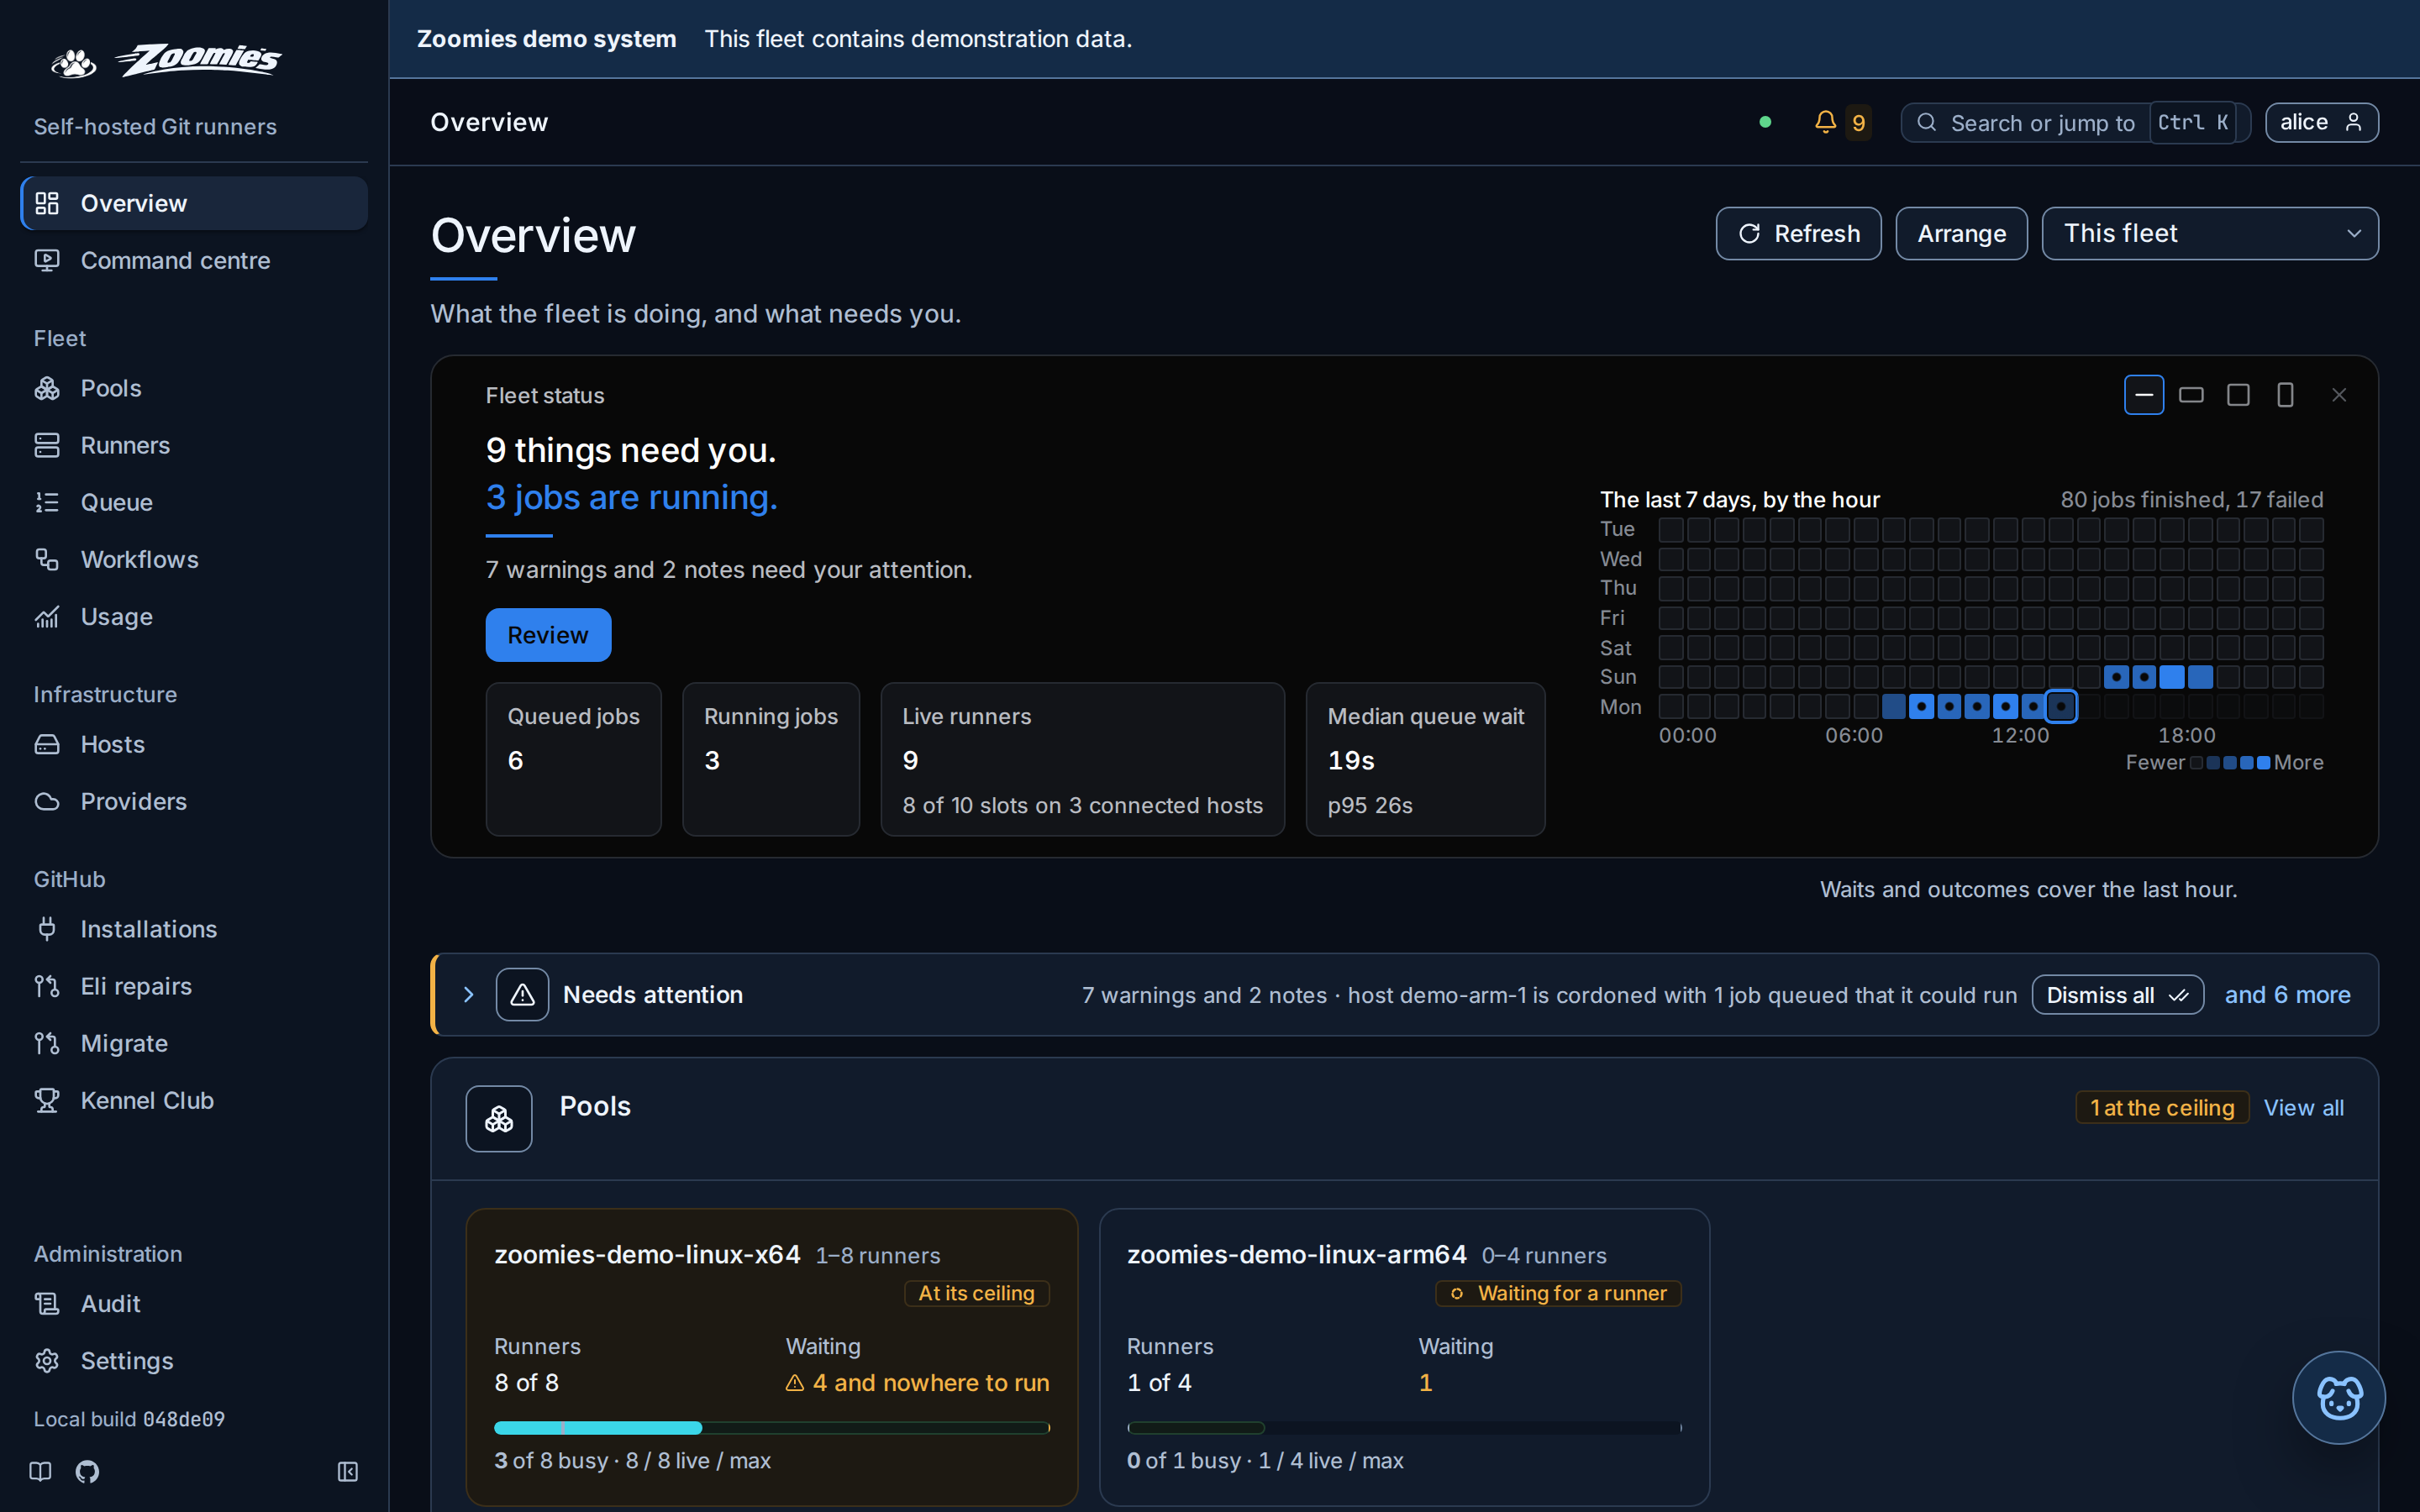 Zoomies
Self-hosted Git runners
Overview
Command centre
Fleet
Pools
Runners
Queue
Workflows
Usage
Infrastructure
Hosts
Providers
GitHub
Installations
Eli repairs
Migrate
Kennel Club
Administration
Audit
Settings
Local build 048de09
Zoomies demo system This fleet contains demonstration data.
Overview
9
Search or jump to Ctrl K
alice
Overview
Refresh
Arrange
This fleet
What the fleet is doing, and what needs you.
Fleet status
9 things need you.
3 jobs are running.
7 warnings and 2 notes need your attention.
Review
Queued jobs
6
Running jobs
3
Live runners
9
8 of 10 slots on 3 connected hosts
Median queue wait
19s
p95 26s
The last 7 days, by the hour
80 jobs finished, 17 failed
Tue
Wed
Thu
Fri
Sat
Sun
Mon
00:00 06:00 12:00 18:00
Fewer More
Waits and outcomes cover the last hour.
Needs attention
7 warnings and 2 notes · host demo-arm-1 is cordoned with 1 job queued that it could run
Dismiss all
and 6 more
Pools
1 at the ceiling
View all
zoomies-demo-linux-x64 1–8 runners
At its ceiling
Runners Waiting
8 of 8 4 and nowhere to run
3 of 8 busy · 8 / 8 live / max
zoomies-demo-linux-arm64 0–4 runners
Waiting for a runner
Runners Waiting
1 of 4 1
0 of 1 busy · 1 / 4 live / max